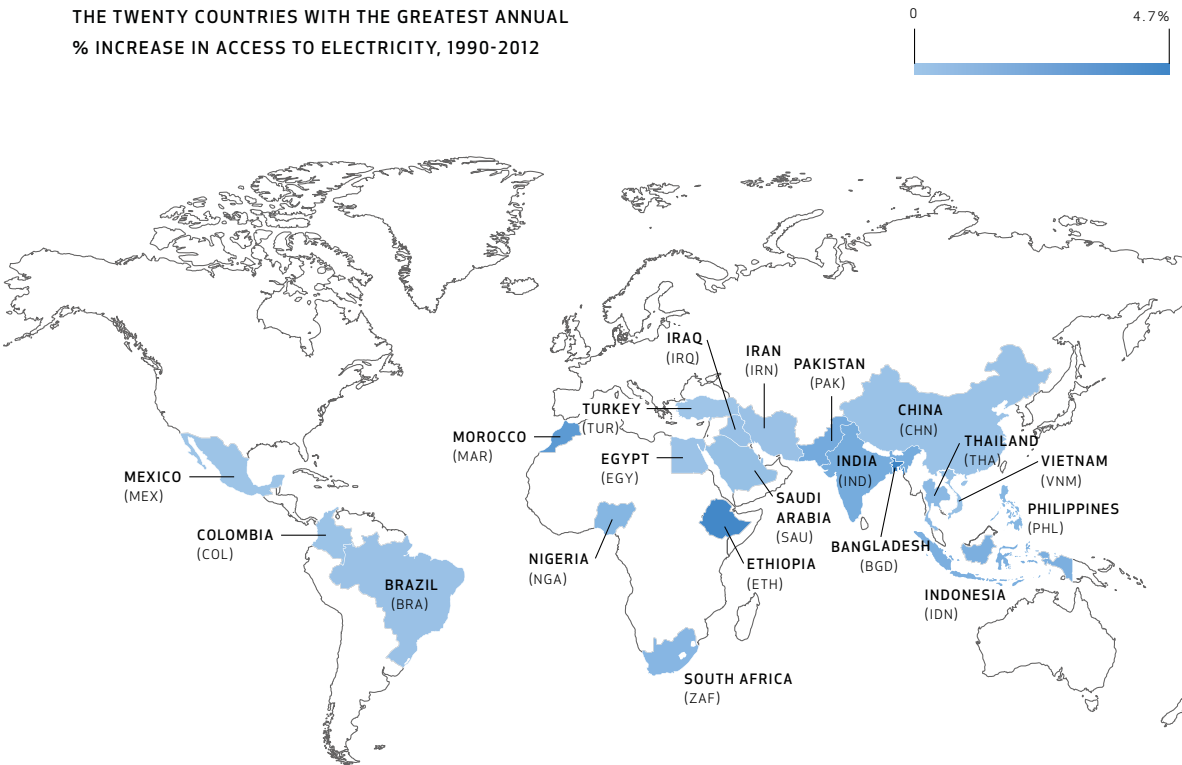 THE TWENTY COUNTRIES WITH THE GREATEST ANNUAL
% INCREASE IN ACCESS TO ELECTRICITY, 1990-2012
0
4.7%
IRAQ
(IRQ)
IRAN
(IRN)
PAKISTAN
(PAK)
TURKEY
(TUR)
CHINA
(CHN)
MOROCCO
(MAR)
THAILAND
(THA)
EGYPT
(EGY)
INDIA
(IND)
VIETNAM
(VNM)
MEXICO
(MEX)
SAUDI
ARABIA
(SAU)
PHILIPPINES
(PHL)
COLOMBIA
(COL)
BANGLADESH
(BGD)
NIGERIA
(NGA)
ETHIOPIA
(ETH)
BRAZIL
(BRA)
INDONESIA
(IDN)
SOUTH AFRICA
(ZAF)